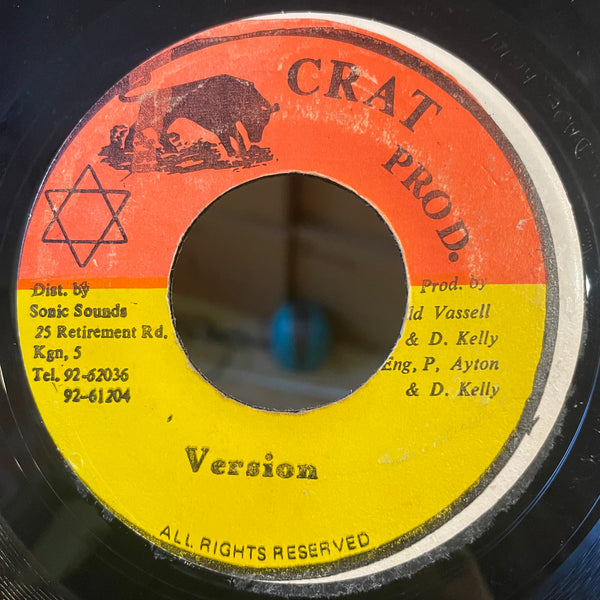 CRAT
PROD.
Dist. by
Sonic Sounds
25 Retirement Rd,
Kgn, 5
Tel. 92-62036
92-61204
Prod. by
ld Vassell
& D. Kelly
Eng, P, Ayton
& D. Kelly
Version
ALL RIGHTS RESERVED